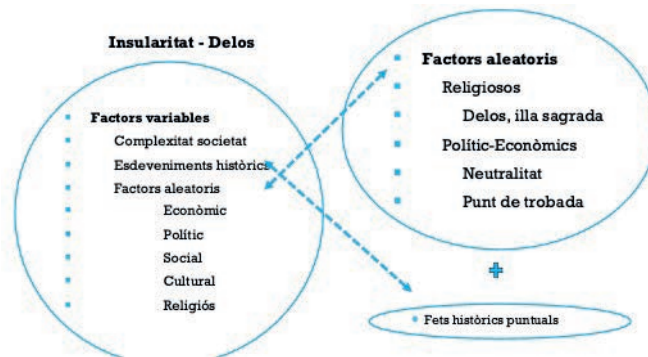 Insularitat - Delos
Factors variables
Complexitat societat
Esdeveniments històrics
Factors aleatoris
Econòmic
Polític
Social
Cultural
Religiós
Factors aleatoris
Religiosos
Delos, illa sagrada
Polític-Econòmics
Neutralitat
Punt de trobada
Fets històrics puntuals